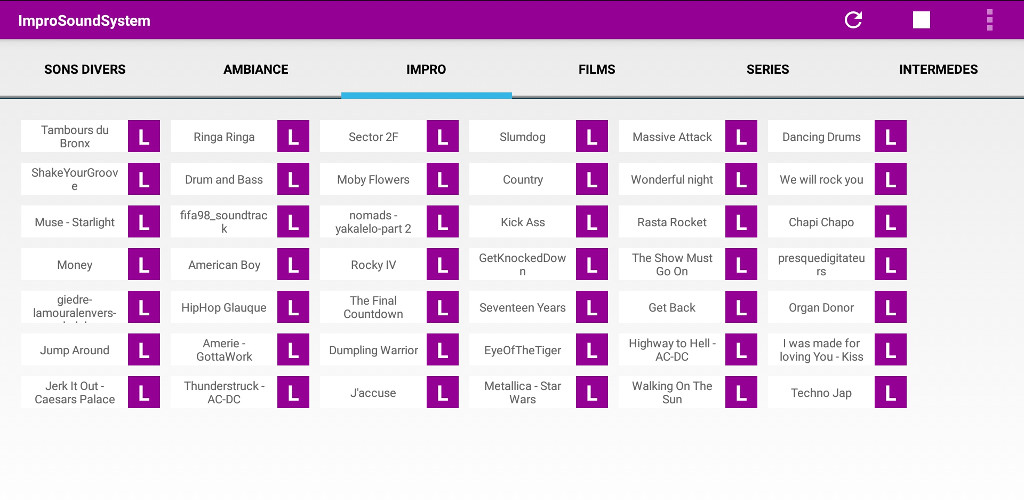 ImproSoundSystem
SONS DIVERS AMBIANCE IMPRO FILMS SERIES INTERMEDES
Tambours du
Bronx
L
Ringa Ringa
L
Sector 2F
L
Slumdog
L
Massive Attack
L
Dancing Drums
L
ShakeYourGroov
e
L
Drum and Bass
L
Moby Flowers
L
Country
L
Wonderful night
L
We will rock you
L
Muse - Starlight
L
fifa98_soundtrac
k
L
nomads -
yakalelo-part 2
L
Kick Ass
L
Rasta Rocket
L
Chapi Chapo
L
Money
L
American Boy
L
Rocky IV
L
GetKnockedDow
n
L
The Show Must
Go On
L
presquedigitateu
rs
L
giedre-
lamouralenvers-
L
HipHop Glauque
L
The Final
Countdown
L
Seventeen Years
L
Get Back
L
Organ Donor
L
Jump Around
L
Amerie -
GottaWork
L
Dumpling Warrior
L
EyeOfTheTiger
L
Highway to Hell -
AC-DC
L
I was made for
loving You - Kiss
L
Jerk It Out -
Caesars Palace
L
Thunderstruck -
AC-DC
L
J'accuse
L
Metallica - Star
Wars
L
Walking On The
Sun
L
Techno Jap
L